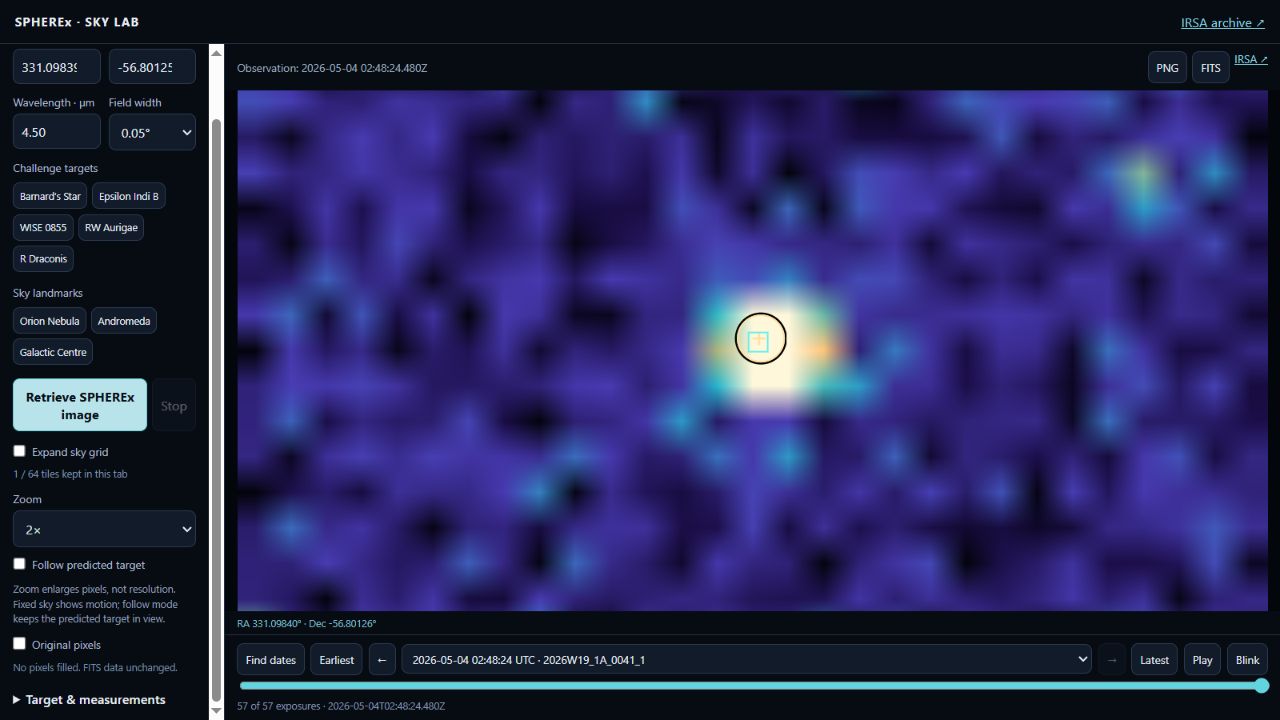 SPHEREx · SKY LAB
IRSA archive ↗
331.09839
-56.80125
Wavelength · µm
Field width
4.50
0.05°
Challenge targets
Barnard's Star
Epsilon Indi B
WISE 0855
RW Aurigae
R Draconis
Sky landmarks
Orion Nebula
Andromeda
Galactic Centre
Retrieve SPHEREx
image
Stop
Expand sky grid
1 / 64 tiles kept in this tab
Zoom
2×
Follow predicted target
Zoom enlarges pixels, not resolution.
Fixed sky shows motion; follow mode
keeps the predicted target in view.
Original pixels
No pixels filled. FITS data unchanged.
▶ Target & measurements
Observation: 2026-05-04 02:48:24.480Z
PNG
FITS
IRSA ↗
RA 331.09840° · Dec -56.80126°
Find dates
Earliest
←
2026-05-04 02:48:24 UTC · 2026W19_1A_0041_1
→
Latest
Play
Blink
57 of 57 exposures · 2026-05-04T02:48:24.480Z